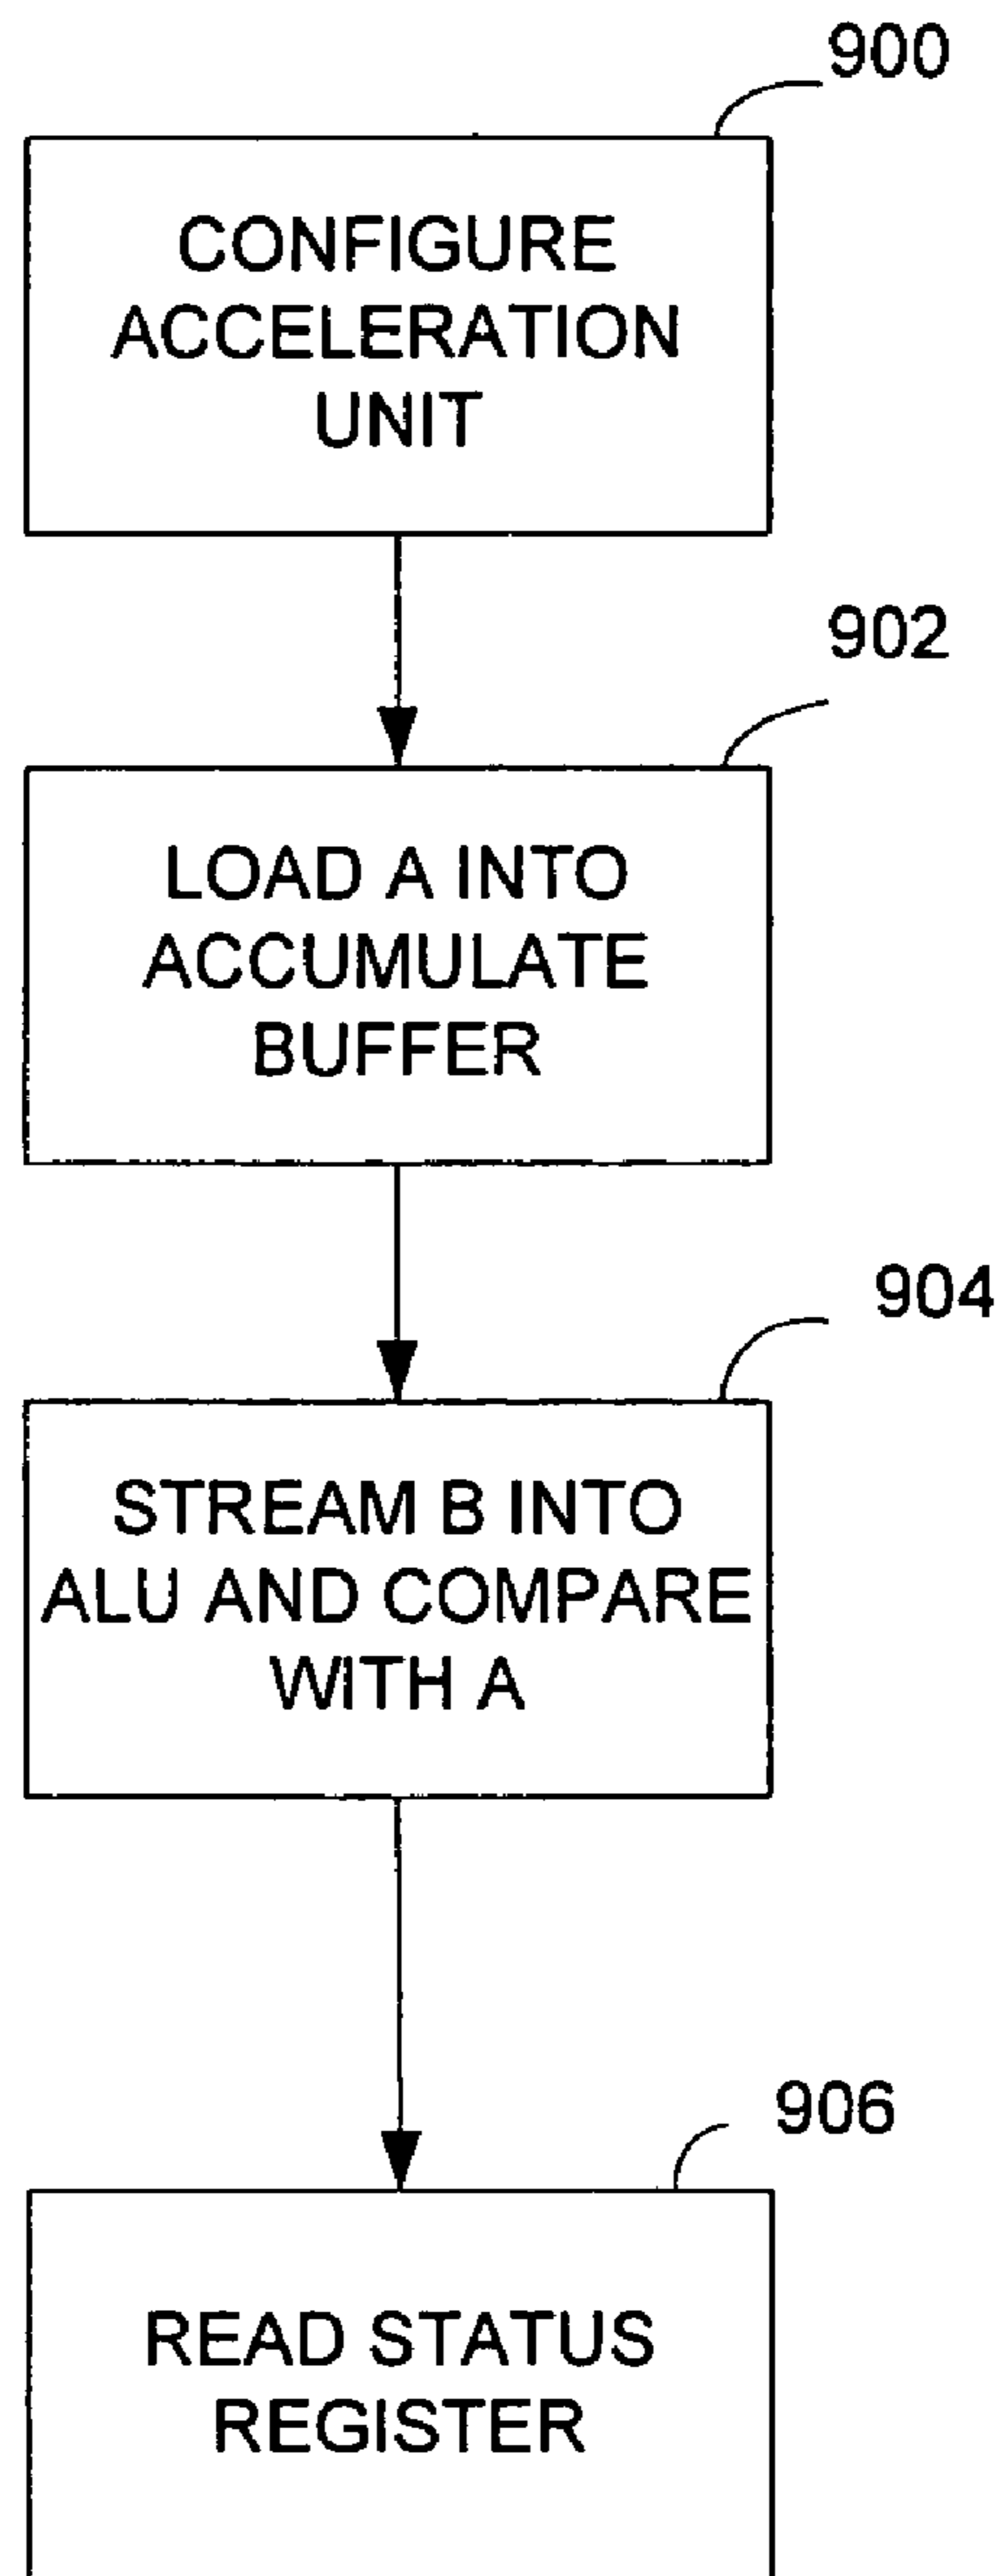 900
CONFIGURE
ACCELERATION
UNIT
902
LOAD A INTO
ACCUMULATE
BUFFER
904
STREAM B INTO
ALU AND COMPARE
WITH A
906
READ STATUS
REGISTER